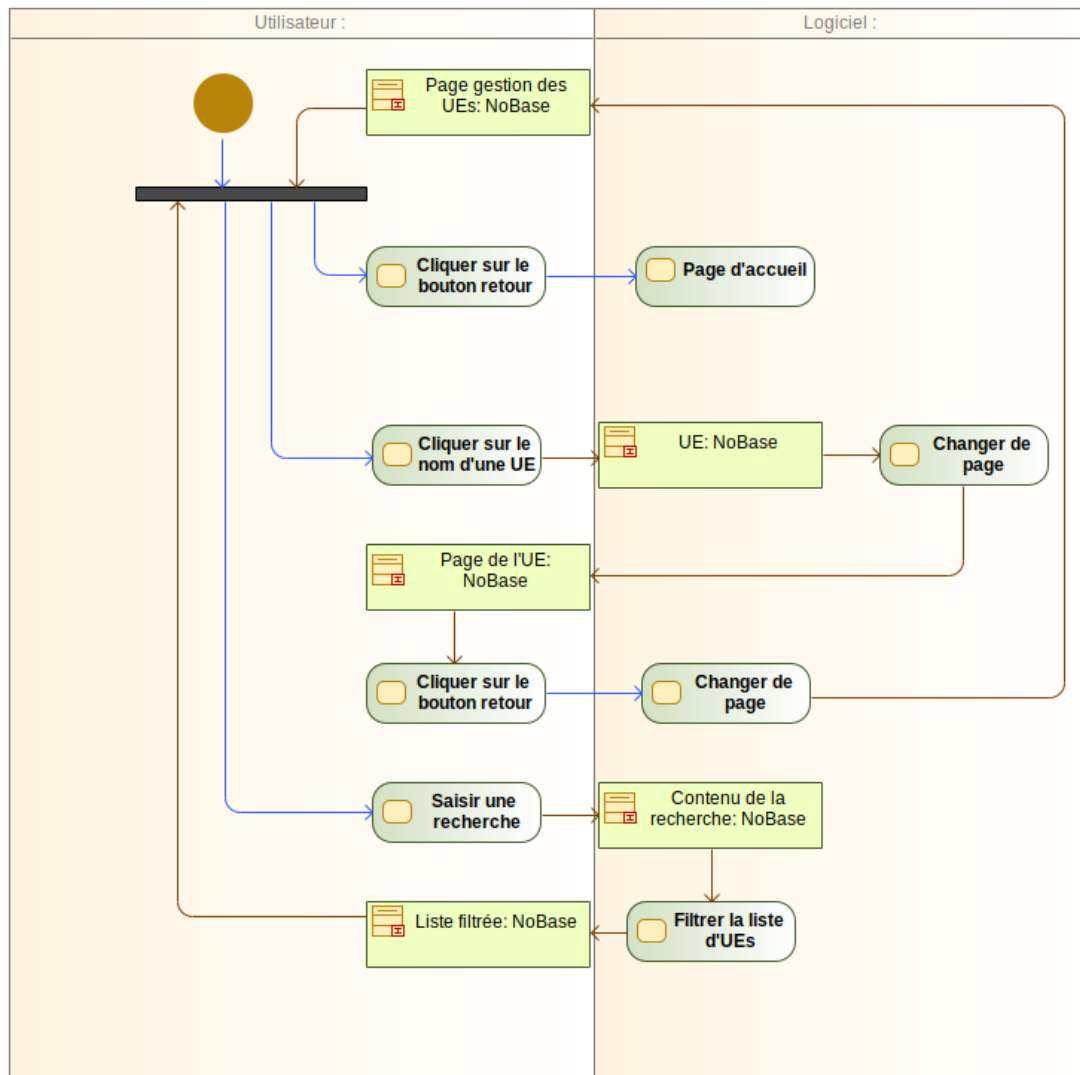 Utilisateur :
Logiciel :
Page gestion des
UEs: NoBase
Cliquer sur le
bouton retour
Page d'accueil
Cliquer sur le
nom d'une UE
UE: NoBase
Changer de
page
Page de l'UE:
NoBase
Cliquer sur le
bouton retour
Changer de
page
Saisir une
recherche
Contenu de la
recherche: NoBase
Liste filtrée: NoBase
Filtrer la liste
d'UEs